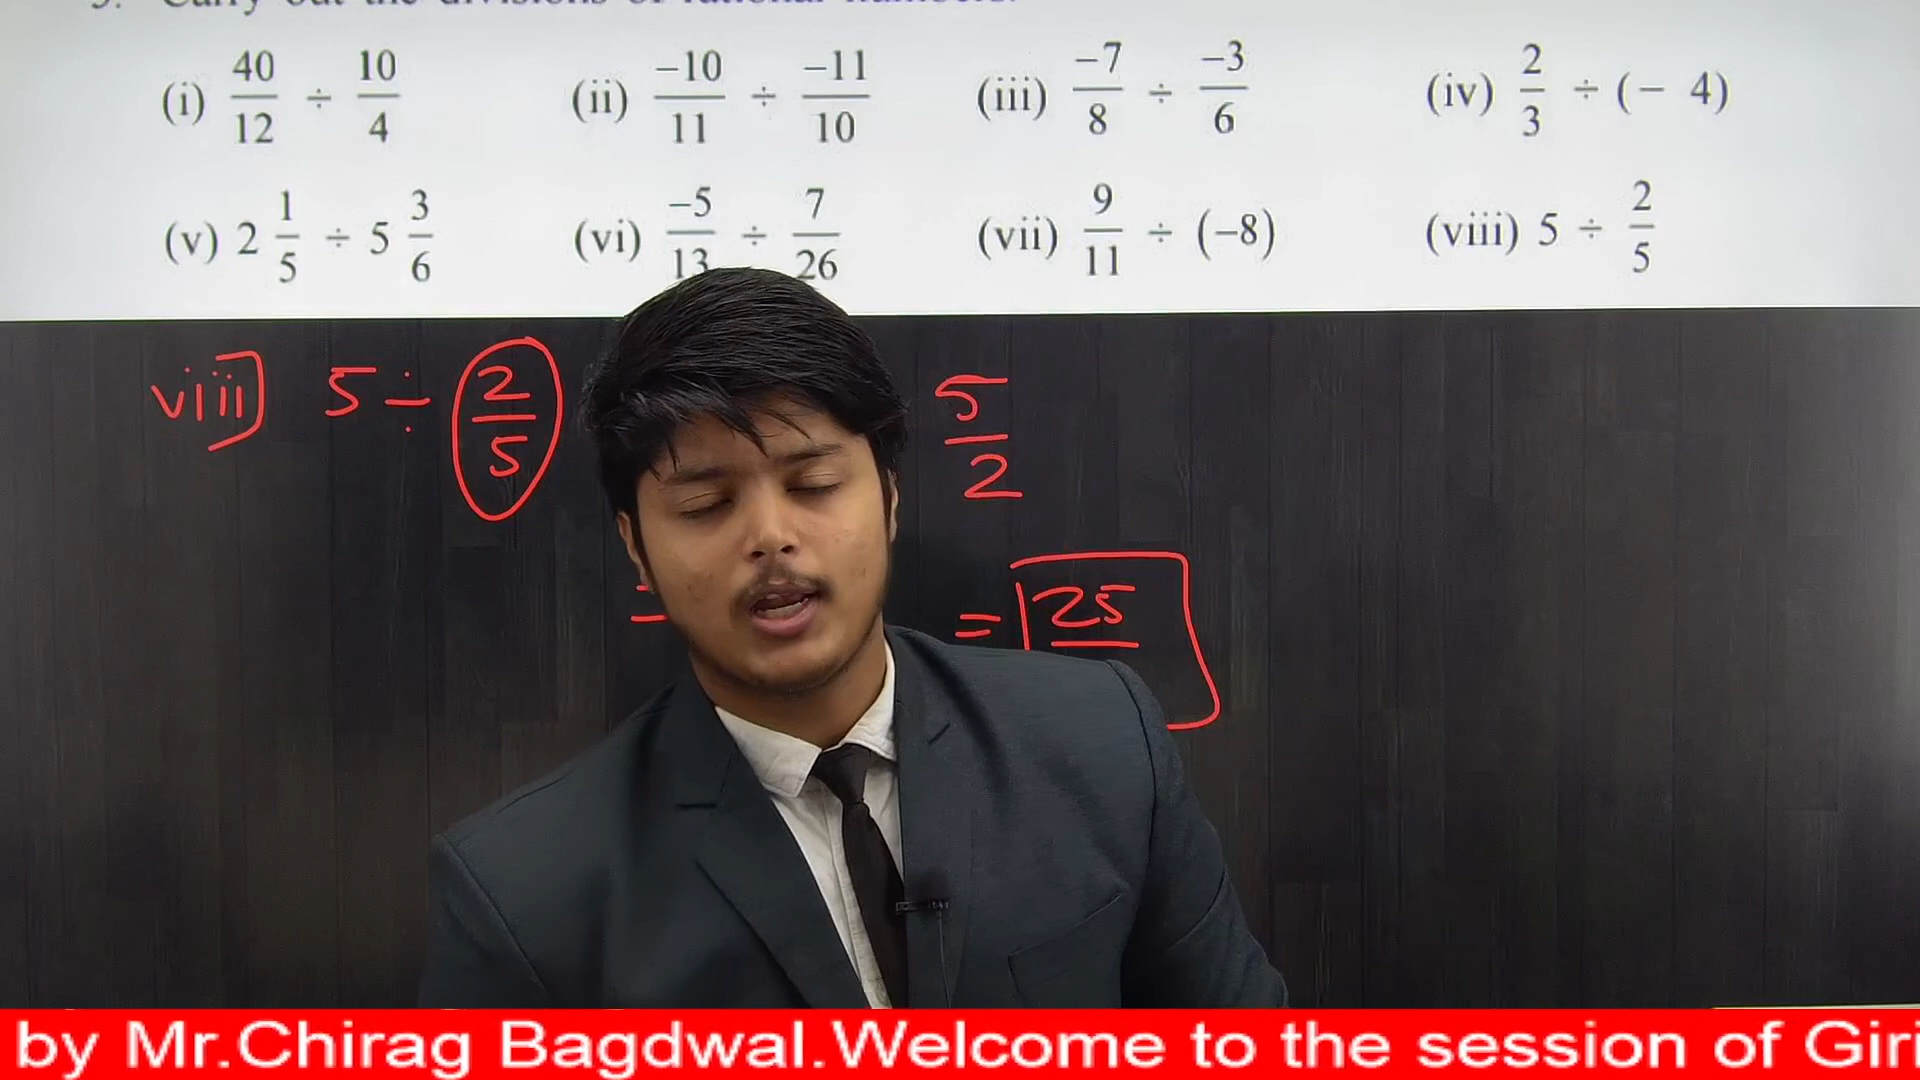 (i) 40/12 ÷ 10/4 (ii) -10/11 ÷ -11/10 (iii) -7/8 ÷ -3/6 (iv) 2/3 ÷ (- 4)
(v) 2 1/5 ÷ 5 3/6 (vi) -5/13 ÷ 7/26 (vii) 9/11 ÷ (-8) (viii) 5 ÷ 2/5
viii] 5 ÷ 2/5 5/2
= = 25
by Mr.Chirag Bagdwal.Welcome to the session of Giri